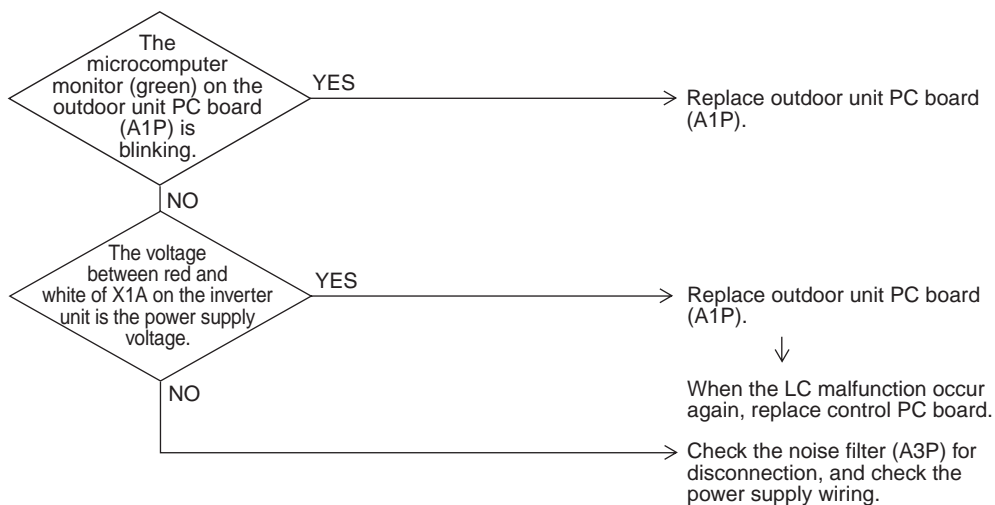 The
microcomputer
monitor (green) on the
outdoor unit PC board
(A1P) is
blinking.
YES
Replace outdoor unit PC board
(A1P).
NO
The voltage
between red and
white of X1A on the inverter
unit is the power supply
voltage.
YES
Replace outdoor unit PC board
(A1P).
When the LC malfunction occur
again, replace control PC board.
NO
Check the noise filter (A3P) for
disconnection, and check the
power supply wiring.